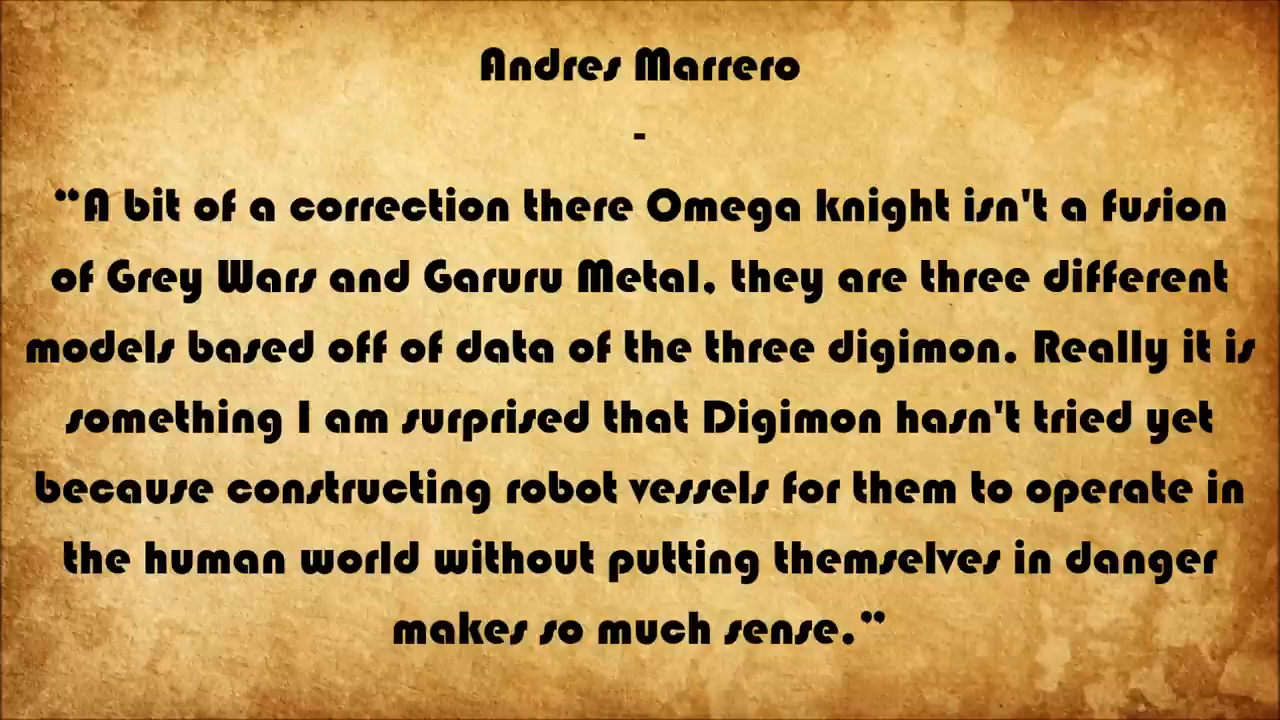 Andres Marrero
-
“A bit of a correction there Omega knight isn't a fusion
of Grey Wars and Garuru Metal, they are three different
models based off of data of the three digimon. Really it is
something I am surprised that Digimon hasn't tried yet
because constructing robot vessels for them to operate in
the human world without putting themselves in danger
makes so much sense.”